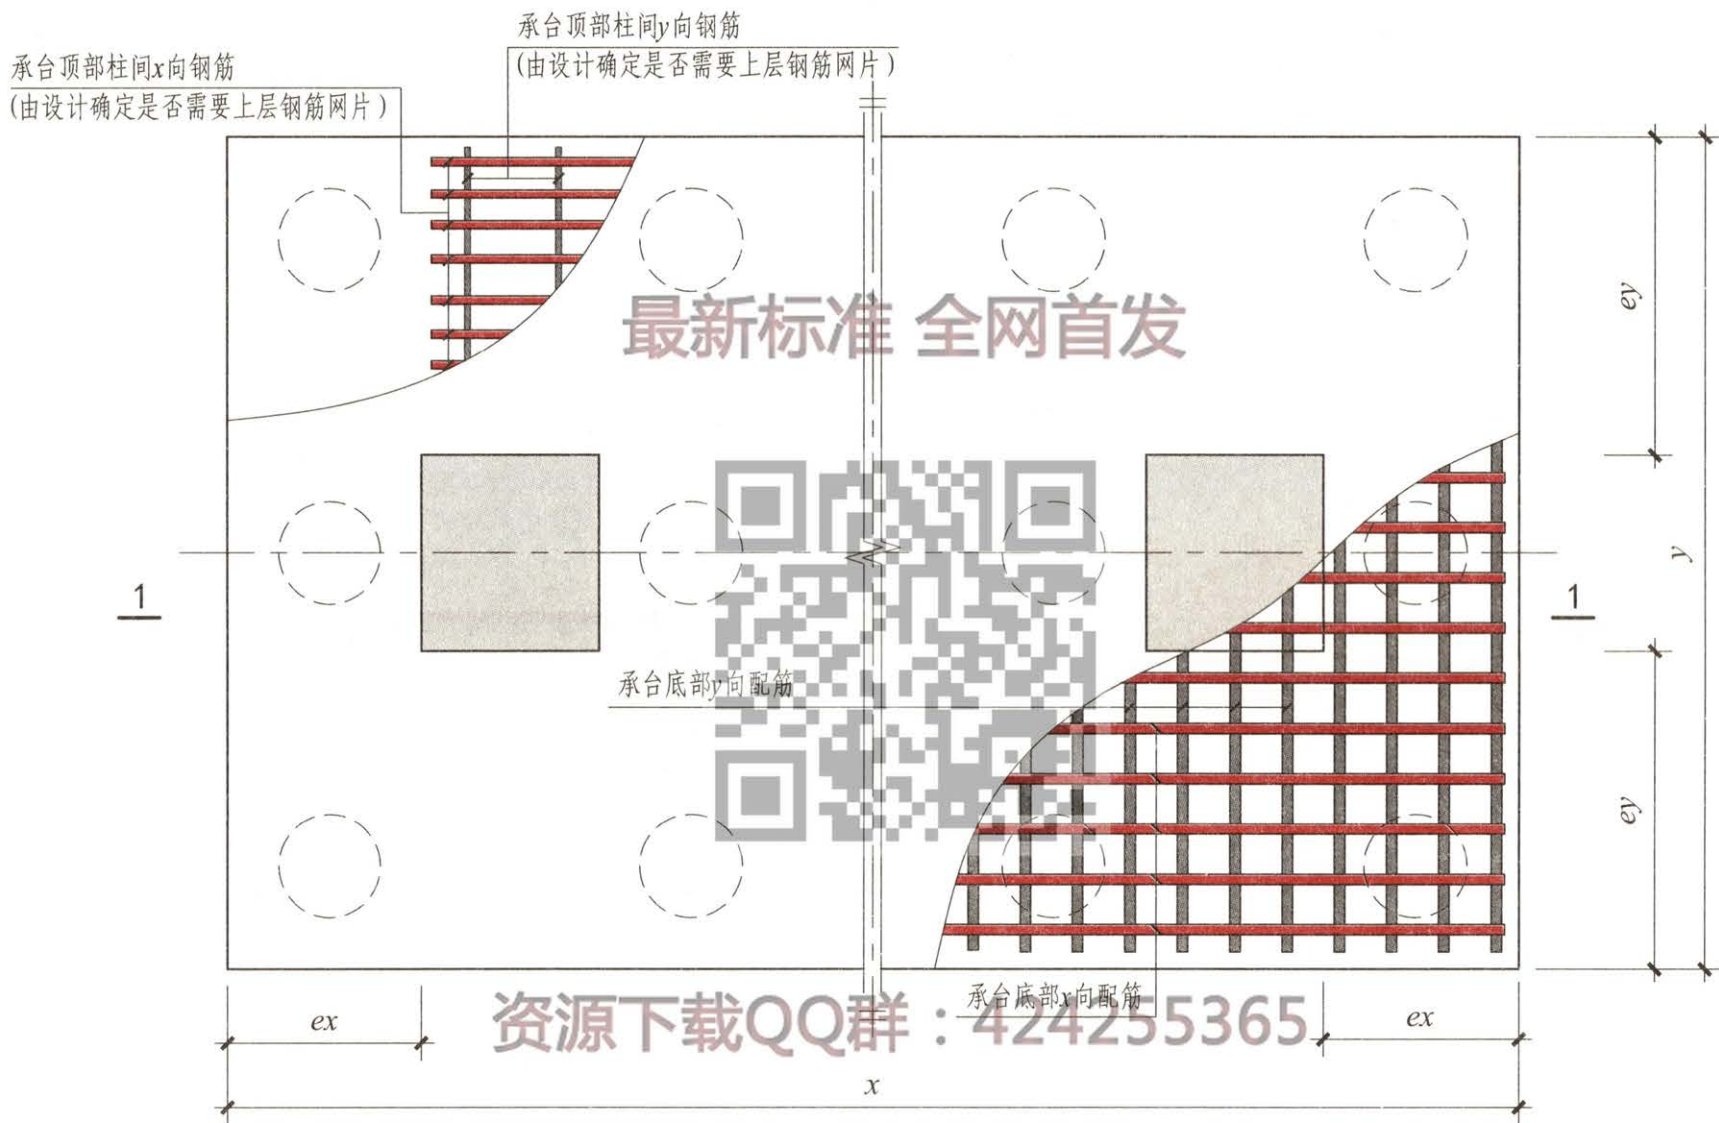 承台顶部柱间y向钢筋
(由设计确定是否需要上层钢筋网片)
承台顶部柱间x向钢筋
(由设计确定是否需要上层钢筋网片)
最新标准 全网首发
ey
y
1
1
承台底部y向配筋
ey
承台底部x向配筋
资源下载QQ群：424255365
ex
ex
x